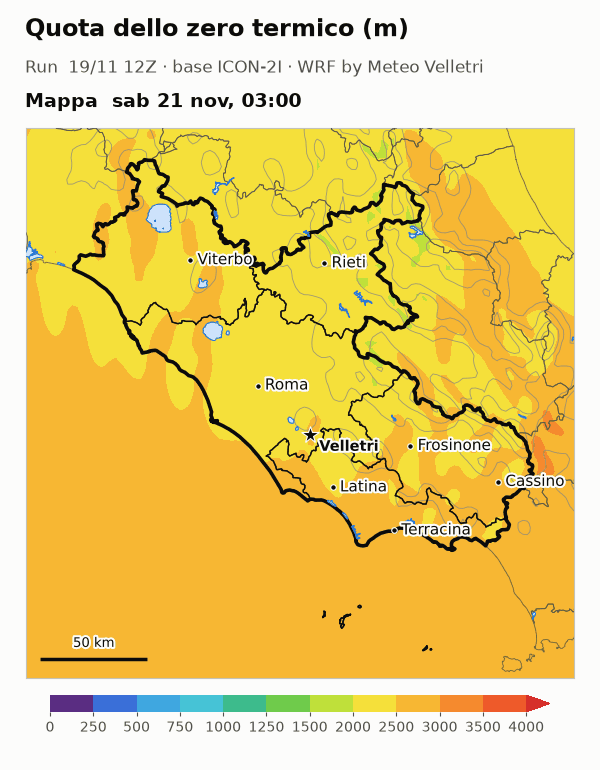 Quota dello zero termico (m)
Run 19/11 12Z · base ICON-2I · WRF by Meteo Velletri
Mappa sab 21 nov, 03:00
Viterbo
Rieti
Roma
Velletri
Frosinone
Latina
Cassino
Terracina
50 km
0 250 500 750 1000 1250 1500 2000 2500 3000 3500 4000